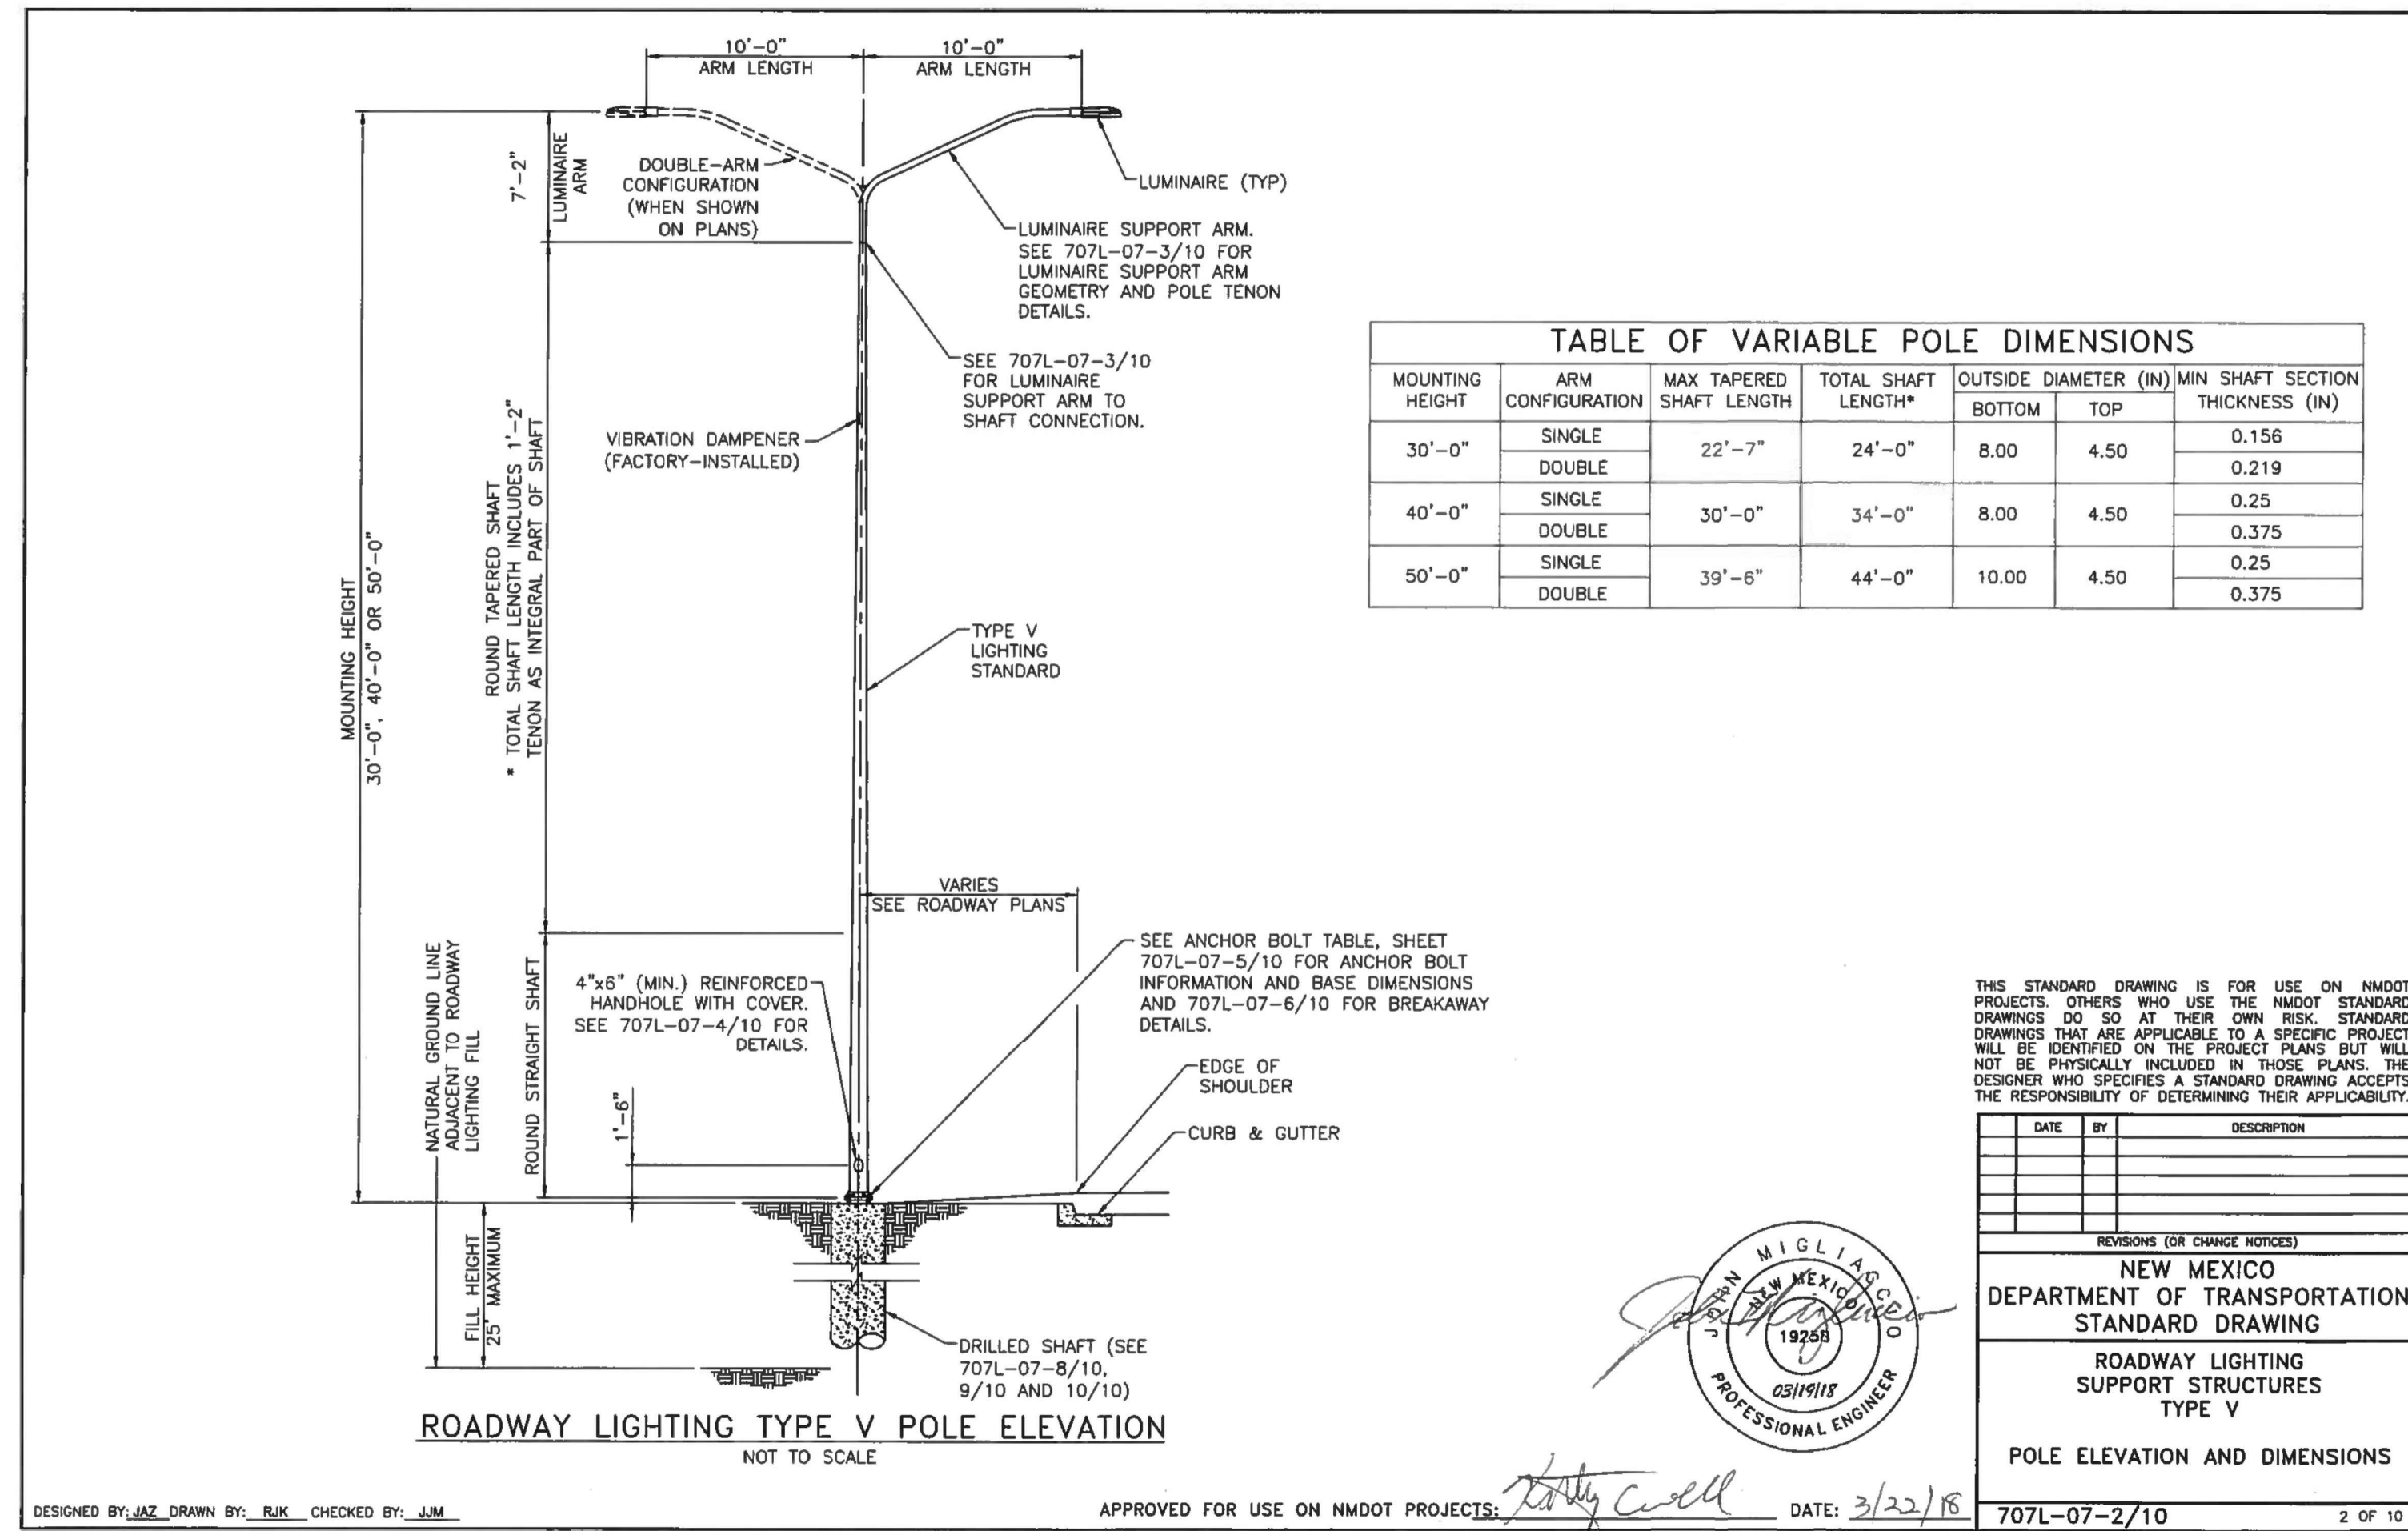 10'-0"
ARM LENGTH
10'-0"
ARM LENGTH
7'-2"
LUMINAIRE
ARM
DOUBLE-ARM
CONFIGURATION
(WHEN SHOWN
ON PLANS)
LUMINAIRE (TYP)
LUMINAIRE SUPPORT ARM.
SEE 707L-07-3/10 FOR
LUMINAIRE SUPPORT ARM
GEOMETRY AND POLE TENON
DETAILS.
SEE 707L-07-3/10
FOR LUMINAIRE
SUPPORT ARM TO
SHAFT CONNECTION.
VIBRATION DAMPENER
(FACTORY-INSTALLED)
ROUND TAPERED SHAFT
* TOTAL SHAFT LENGTH INCLUDES 1'-2"
TENON AS INTEGRAL PART OF SHAFT
MOUNTING HEIGHT
30'-0", 40'-0" OR 50'-0"
TYPE V
LIGHTING
STANDARD
VARIES
SEE ROADWAY PLANS
NATURAL GROUND LINE
ADJACENT TO ROADWAY
LIGHTING FILL
ROUND STRAIGHT SHAFT
4"x6" (MIN.) REINFORCED
HANDHOLE WITH COVER.
SEE 707L-07-4/10 FOR
DETAILS.
1'-6"
SEE ANCHOR BOLT TABLE, SHEET
707L-07-5/10 FOR ANCHOR BOLT
INFORMATION AND BASE DIMENSIONS
AND 707L-07-6/10 FOR BREAKAWAY
DETAILS.
EDGE OF
SHOULDER
CURB & GUTTER
FILL HEIGHT
25' MAXIMUM
DRILLED SHAFT (SEE
707L-07-8/10,
9/10 AND 10/10)
ROADWAY LIGHTING TYPE V POLE ELEVATION
NOT TO SCALE
TABLE OF VARIABLE POLE DIMENSIONS
MOUNTING HEIGHT ARM CONFIGURATION MAX TAPERED SHAFT LENGTH TOTAL SHAFT LENGTH* OUTSIDE DIAMETER (IN) MIN SHAFT SECTION THICKNESS (IN)
BOTTOM TOP
30'-0" SINGLE 22'-7" 24'-0" 8.00 4.50 0.156
DOUBLE 0.219
40'-0" SINGLE 30'-0" 34'-0" 8.00 4.50 0.25
DOUBLE 0.375
50'-0" SINGLE 39'-6" 44'-0" 10.00 4.50 0.25
DOUBLE 0.375
THIS STANDARD DRAWING IS FOR USE ON NMDOT
PROJECTS. OTHERS WHO USE THE NMDOT STANDARD
DRAWINGS DO SO AT THEIR OWN RISK. STANDARD
DRAWINGS THAT ARE APPLICABLE TO A SPECIFIC PROJECT
WILL BE IDENTIFIED ON THE PROJECT PLANS BUT WILL
NOT BE PHYSICALLY INCLUDED IN THOSE PLANS. THE
DESIGNER WHO SPECIFIES A STANDARD DRAWING ACCEPTS
THE RESPONSIBILITY OF DETERMINING THEIR APPLICABILITY.
DATE BY DESCRIPTION
REVISIONS (OR CHANGE NOTICES)
NEW MEXICO
DEPARTMENT OF TRANSPORTATION
STANDARD DRAWING
ROADWAY LIGHTING
SUPPORT STRUCTURES
TYPE V
POLE ELEVATION AND DIMENSIONS
707L-07-2/10 2 OF 10
JOHN MIGLIACCIO
NEW MEXICO
19258
03/19/18
PROFESSIONAL ENGINEER
DESIGNED BY: JAZ DRAWN BY: RJK CHECKED BY: JJM
APPROVED FOR USE ON NMDOT PROJECTS: DATE: 3/22/18